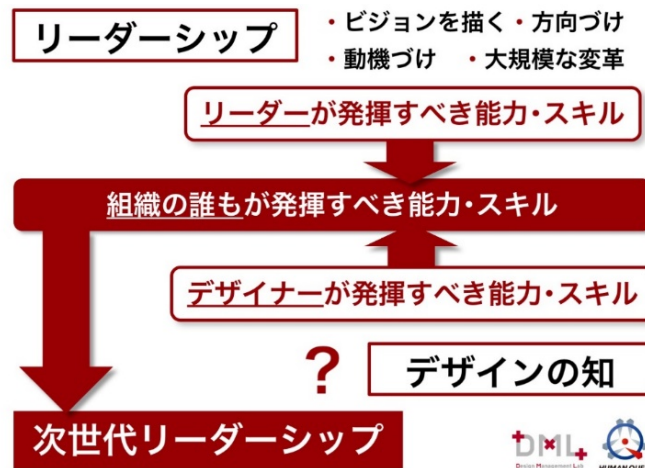 リーダーシップ
・ビジョンを描く・方向づけ
・動機づけ ・大規模な変革
リーダーが発揮すべき能力・スキル
組織の誰もが発揮すべき能力・スキル
デザイナーが発揮すべき能力・スキル
?
デザインの知
次世代リーダーシップ
DML
Design Management Lab